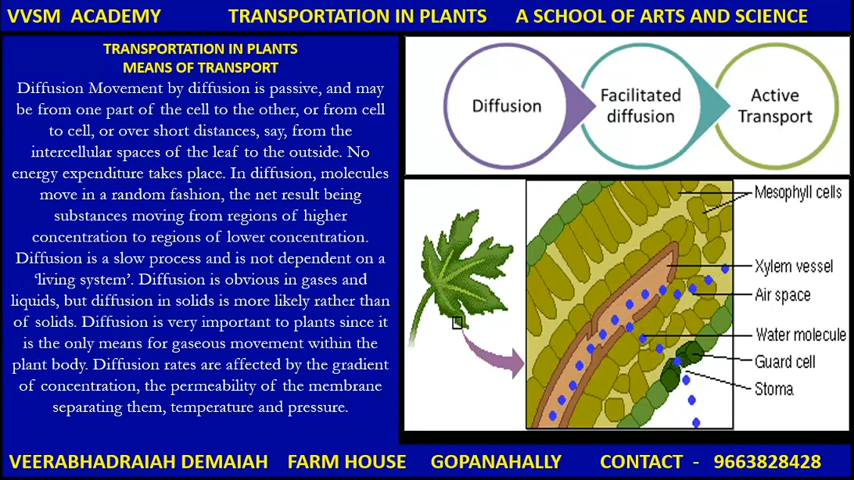 VVSM ACADEMY TRANSPORTATION IN PLANTS A SCHOOL OF ARTS AND SCIENCE
TRANSPORTATION IN PLANTS
MEANS OF TRANSPORT
Diffusion Movement by diffusion is passive, and may
be from one part of the cell to the other, or from cell
to cell, or over short distances, say, from the
intercellular spaces of the leaf to the outside. No
energy expenditure takes place. In diffusion, molecules
move in a random fashion, the net result being
substances moving from regions of higher
concentration to regions of lower concentration.
Diffusion is a slow process and is not dependent on a
‘living system’. Diffusion is obvious in gases and
liquids, but diffusion in solids is more likely rather than
of solids. Diffusion is very important to plants since it
is the only means for gaseous movement within the
plant body. Diffusion rates are affected by the gradient
of concentration, the permeability of the membrane
separating them, temperature and pressure.
Diffusion
Facilitated
diffusion
Active
Transport
Mesophyll cells
Xylem vessel
Air space
Water molecule
Guard cell
Stoma
VEERABHADRAIAH DEMAIAH FARM HOUSE GOPANAHALLY CONTACT - 9663828428